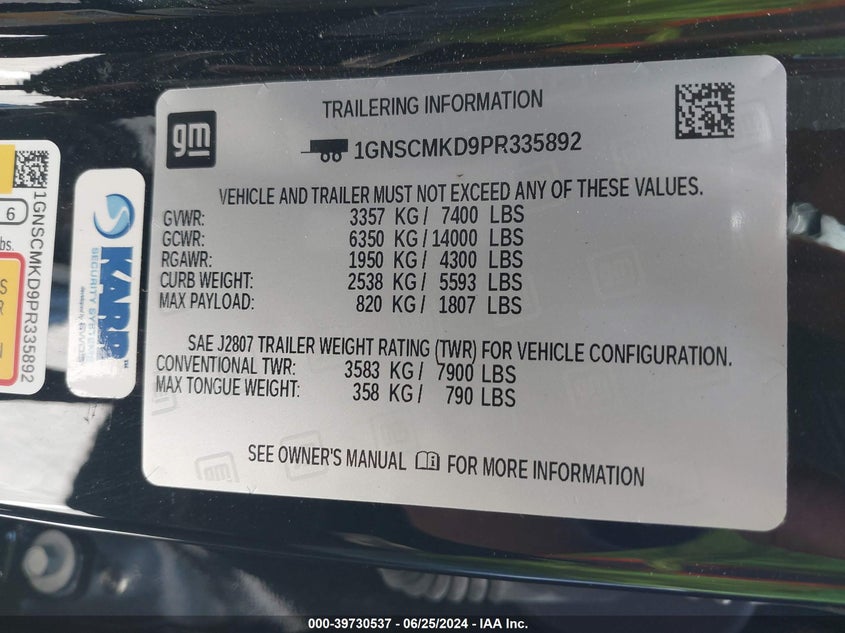 gm
TRAILERING INFORMATION
1GNSCMKD9PR335892
VEHICLE AND TRAILER MUST NOT EXCEED ANY OF THESE VALUES.
GVWR: 3357 KG / 7400 LBS
GCWR: 6350 KG / 14000 LBS
RGAWR: 1950 KG / 4300 LBS
CURB WEIGHT: 2538 KG / 5593 LBS
MAX PAYLOAD: 820 KG / 1807 LBS
SAE J2807 TRAILER WEIGHT RATING (TWR) FOR VEHICLE CONFIGURATION.
CONVENTIONAL TWR: 3583 KG / 7900 LBS
MAX TONGUE WEIGHT: 358 KG / 790 LBS
SEE OWNER'S MANUAL FOR MORE INFORMATION
KARR
SECURITY SYSTEMS
1GNSCMKD9PR335892
6
bs.
S
R
N
000-39730537 - 06/25/2024 - IAA Inc.